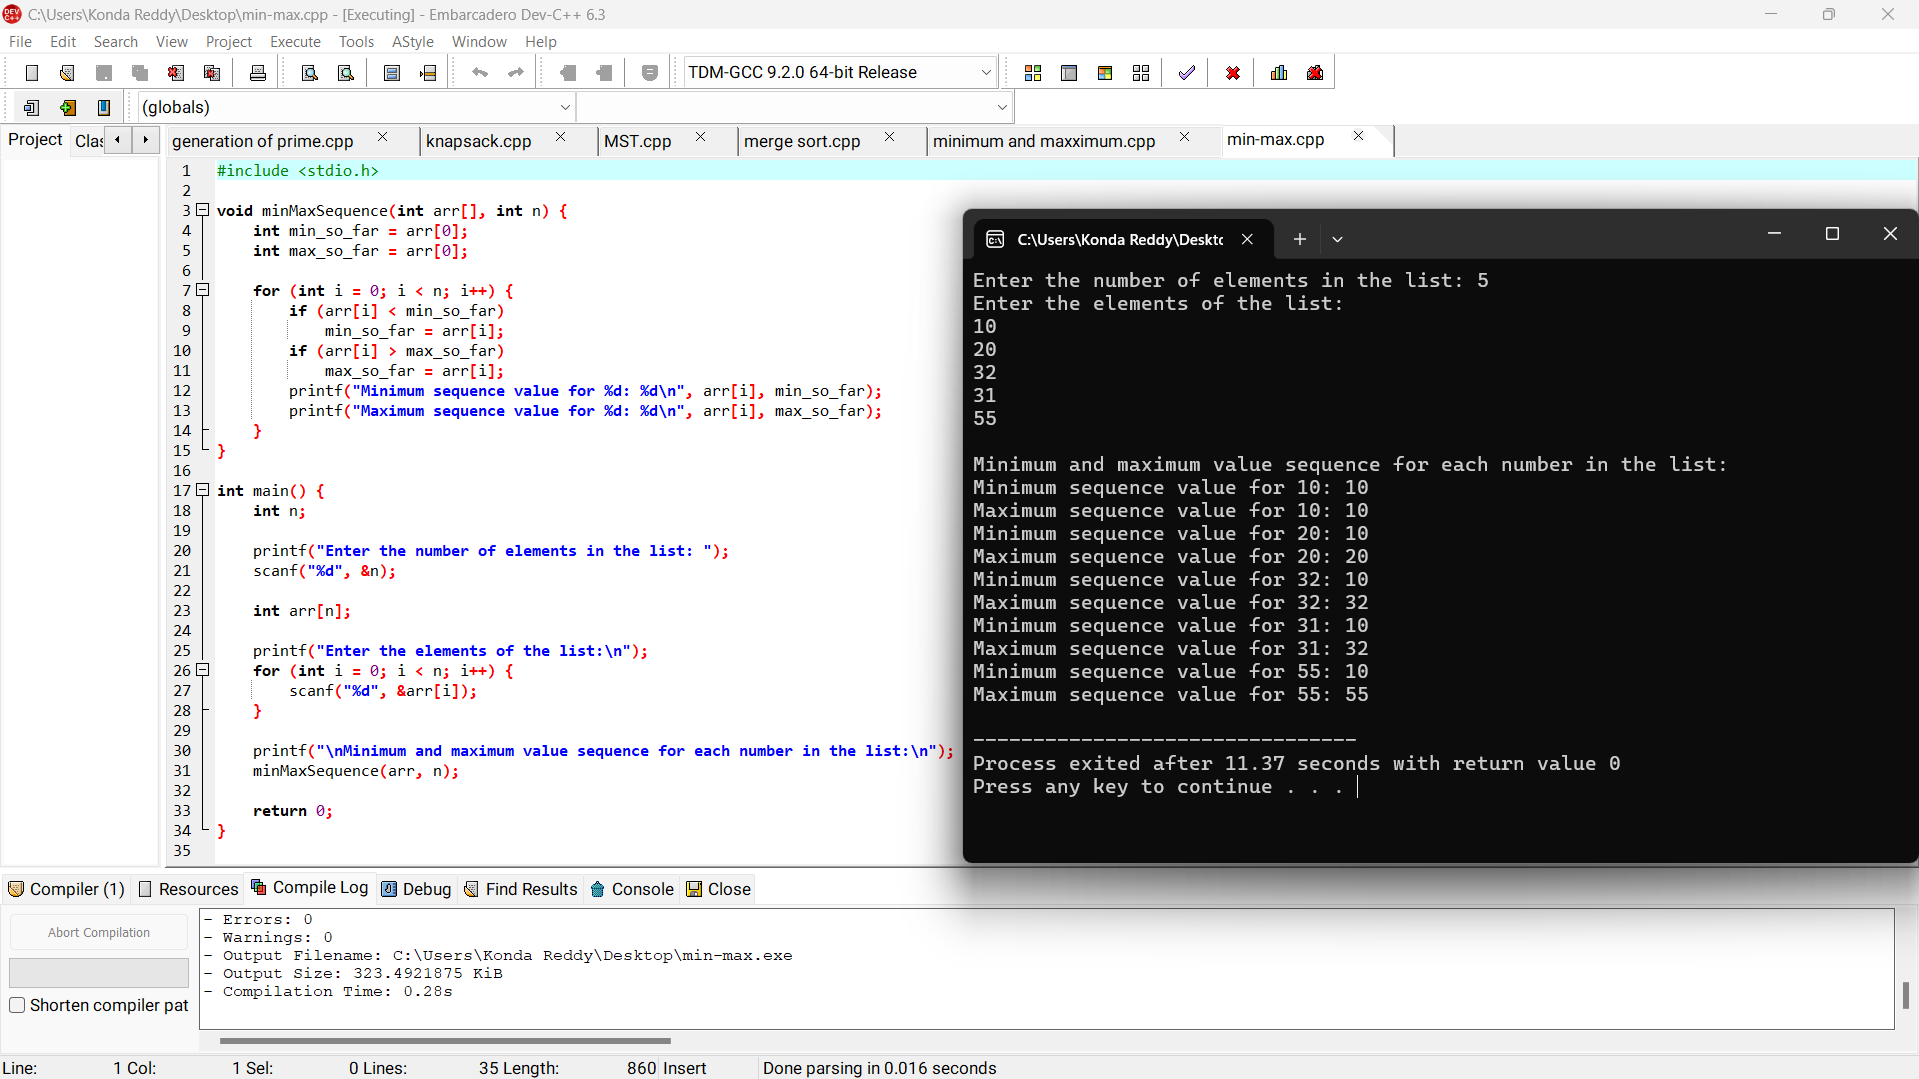 C:\Users\Konda Reddy\Desktop\min-max.cpp - [Executing] - Embarcadero Dev-C++ 6.3
File Edit Search View Project Execute Tools AStyle Window Help
TDM-GCC 9.2.0 64-bit Release
(globals)
Project Clas
generation of prime.cpp knapsack.cpp MST.cpp merge sort.cpp minimum and maxximum.cpp min-max.cpp
1 #include <stdio.h>
2
3 void minMaxSequence(int arr[], int n) {
4 int min_so_far = arr[0];
5 int max_so_far = arr[0];
6
7 for (int i = 0; i < n; i++) {
8 if (arr[i] < min_so_far)
9 min_so_far = arr[i];
10 if (arr[i] > max_so_far)
11 max_so_far = arr[i];
12 printf("Minimum sequence value for %d: %d\n", arr[i], min_so_far);
13 printf("Maximum sequence value for %d: %d\n", arr[i], max_so_far);
14 }
15 }
16
17 int main() {
18 int n;
19
20 printf("Enter the number of elements in the list: ");
21 scanf("%d", &n);
22
23 int arr[n];
24
25 printf("Enter the elements of the list:\n");
26 for (int i = 0; i < n; i++) {
27 scanf("%d", &arr[i]);
28 }
29
30 printf("\nMinimum and maximum value sequence for each number in the list:\n");
31 minMaxSequence(arr, n);
32
33 return 0;
34 }
35
C:\Users\Konda Reddy\Deskto
Enter the number of elements in the list: 5
Enter the elements of the list:
10
20
32
31
55
Minimum and maximum value sequence for each number in the list:
Minimum sequence value for 10: 10
Maximum sequence value for 10: 10
Minimum sequence value for 20: 10
Maximum sequence value for 20: 20
Minimum sequence value for 32: 10
Maximum sequence value for 32: 32
Minimum sequence value for 31: 10
Maximum sequence value for 31: 32
Minimum sequence value for 55: 10
Maximum sequence value for 55: 55
--------------------------------
Process exited after 11.37 seconds with return value 0
Press any key to continue . . .
Compiler (1) Resources Compile Log Debug Find Results Console Close
Abort Compilation
Shorten compiler pat
- Errors: 0
- Warnings: 0
- Output Filename: C:\Users\Konda Reddy\Desktop\min-max.exe
- Output Size: 323.4921875 KiB
- Compilation Time: 0.28s
Line: 1 Col: 1 Sel: 0 Lines: 35 Length: 860 Insert Done parsing in 0.016 seconds